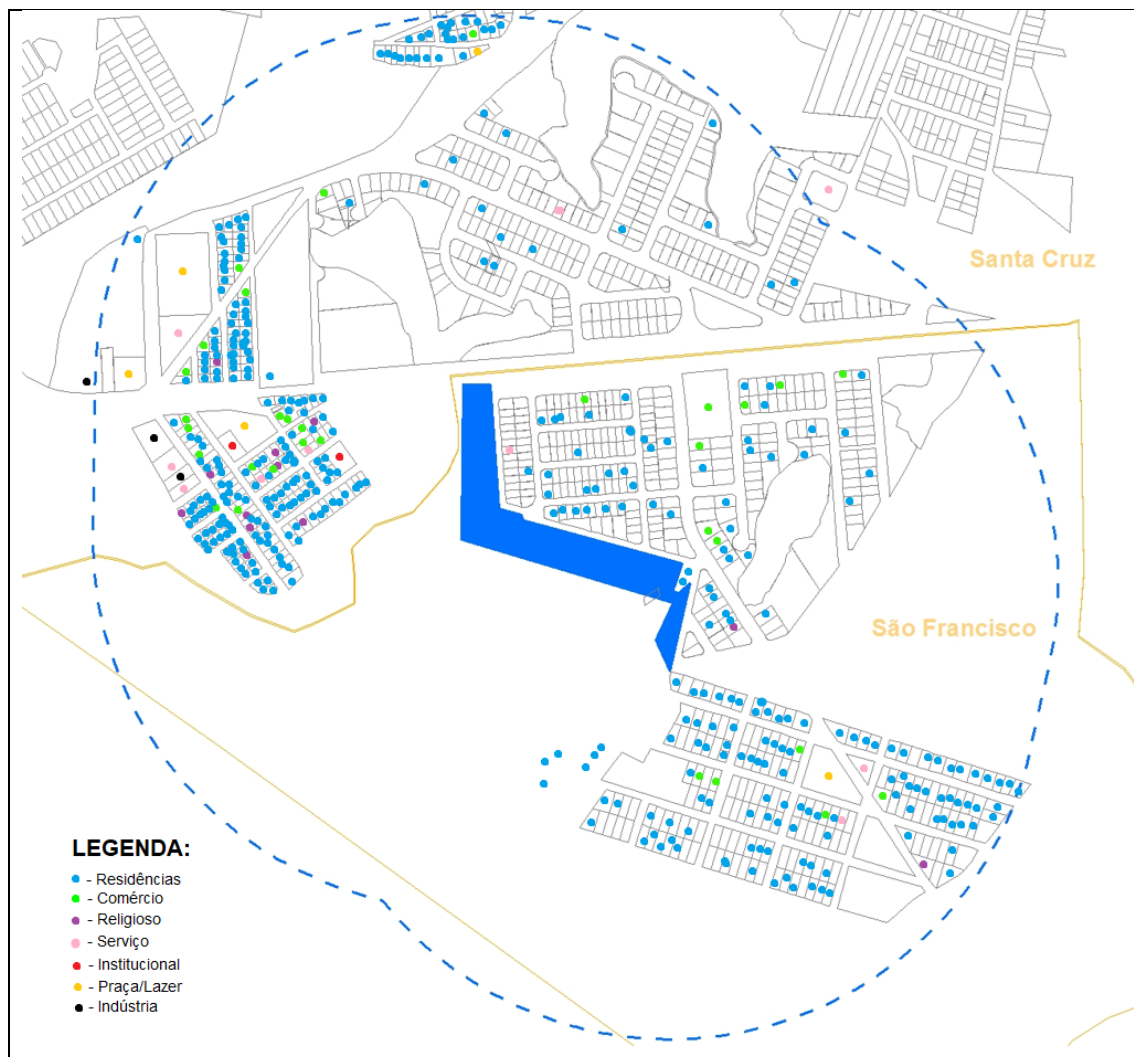 Santa Cruz
São Francisco
LEGENDA:
- Residências
- Comércio
- Religioso
- Serviço
- Institucional
- Praça/Lazer
- Indústria